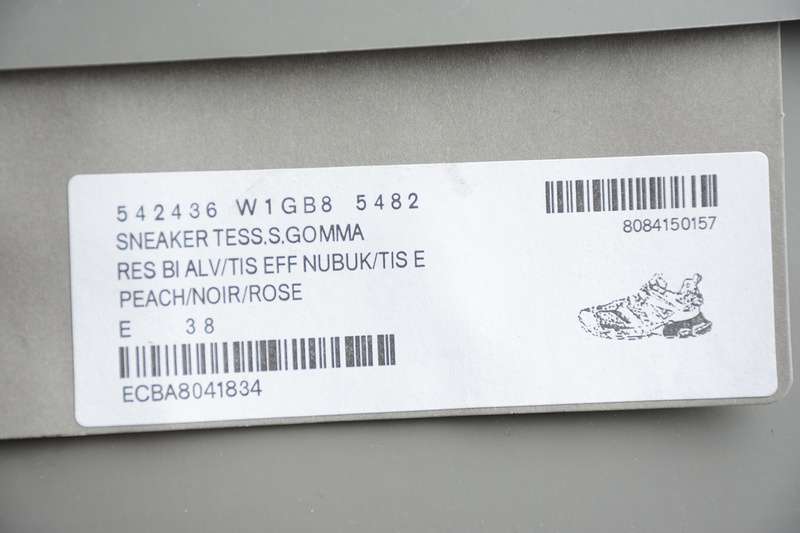 542436 W1GB8 5482
SNEAKER TESS.S.GOMMA
RES BI ALV/TIS EFF NUBUK/TIS E
PEACH/NOIR/ROSE
E 38
ECBA8041834
8084150157